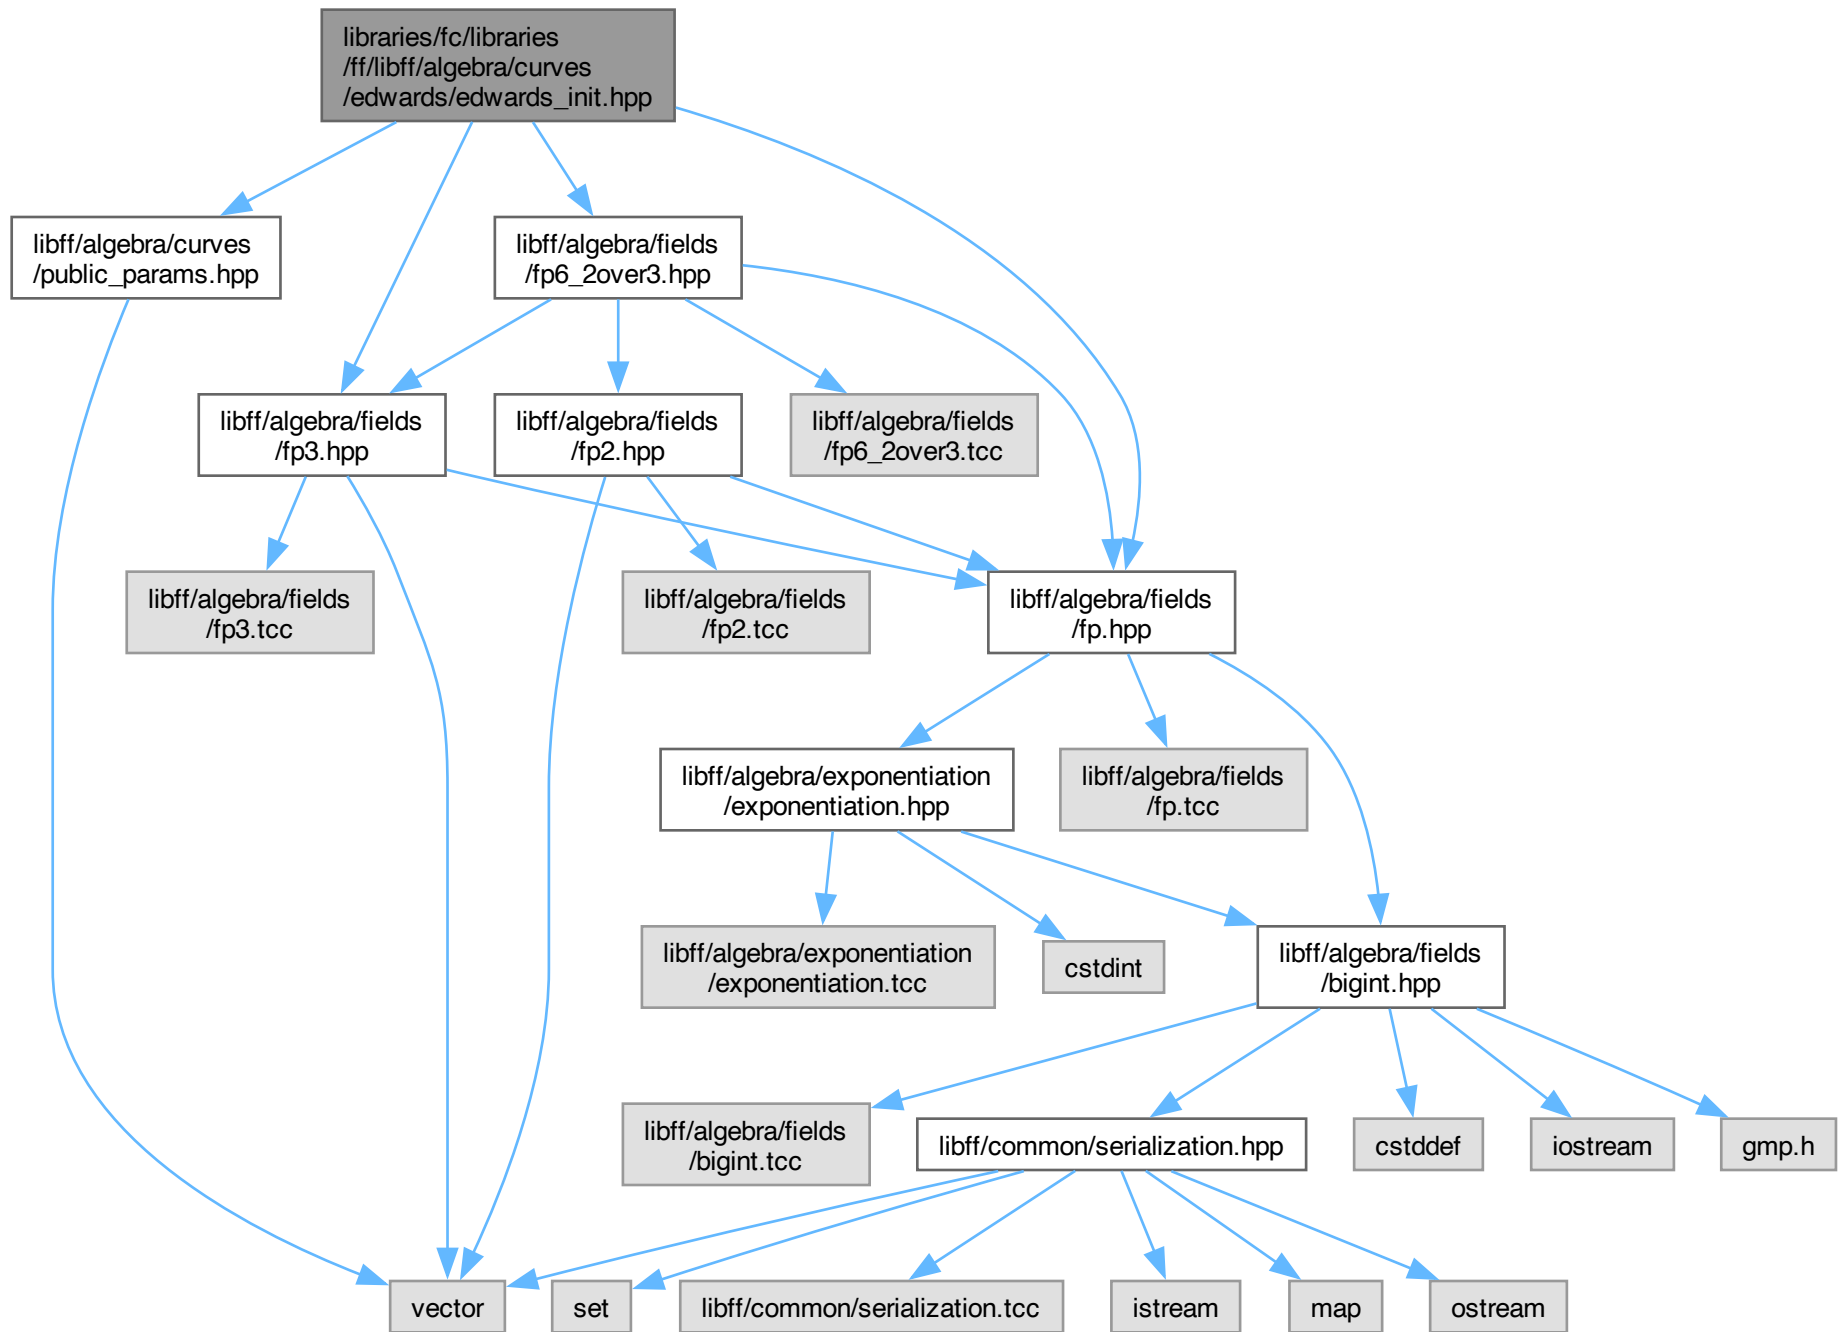 libraries/fc/libraries
/ff/libff/algebra/curves
/edwards/edwards_init.hpp
libff/algebra/curves
/public_params.hpp
libff/algebra/fields
/fp6_2over3.hpp
libff/algebra/fields
/fp3.hpp
libff/algebra/fields
/fp2.hpp
libff/algebra/fields
/fp6_2over3.tcc
libff/algebra/fields
/fp3.tcc
libff/algebra/fields
/fp2.tcc
libff/algebra/fields
/fp.hpp
libff/algebra/exponentiation
/exponentiation.hpp
libff/algebra/fields
/fp.tcc
libff/algebra/exponentiation
/exponentiation.tcc
cstdint
libff/algebra/fields
/bigint.hpp
libff/algebra/fields
/bigint.tcc
libff/common/serialization.hpp
cstddef
iostream
gmp.h
vector
set
libff/common/serialization.tcc
istream
map
ostream